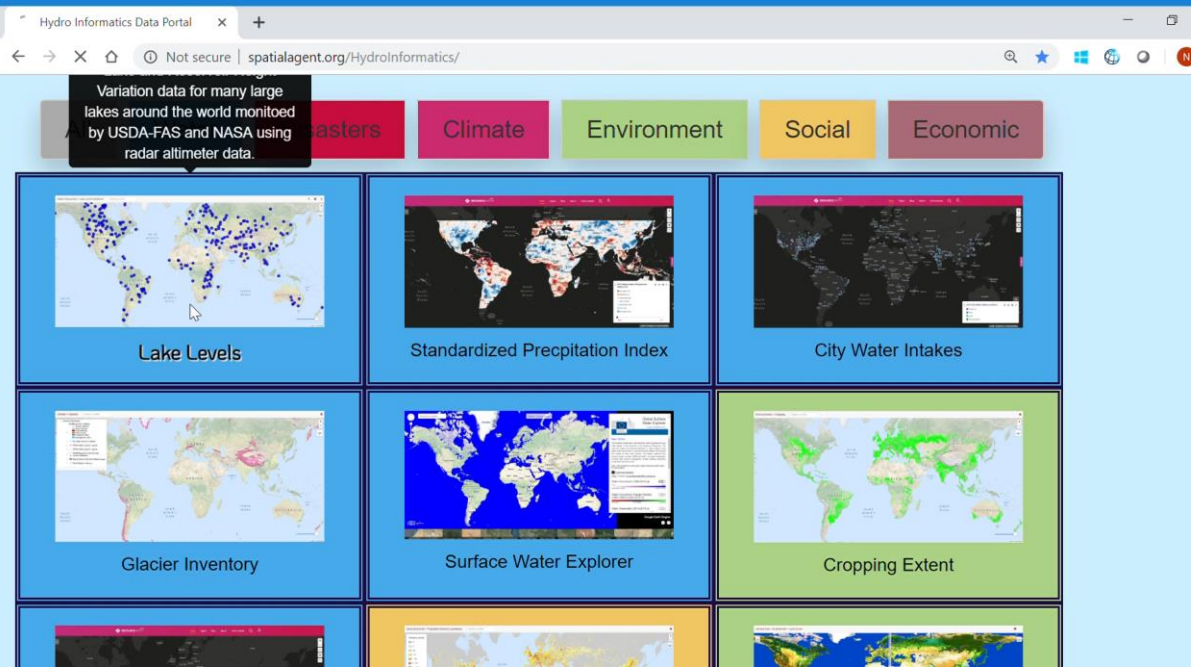 Hydro Informatics Data Portal
Not secure | spatialagent.org/HydroInformatics/
Variation data for many large
lakes around the world monitoed
by USDA-FAS and NASA using
radar altimeter data.
Climate
Environment
Social
Economic
Lake Levels
Standardized Precpitation Index
City Water Intakes
Glacier Inventory
Surface Water Explorer
Cropping Extent